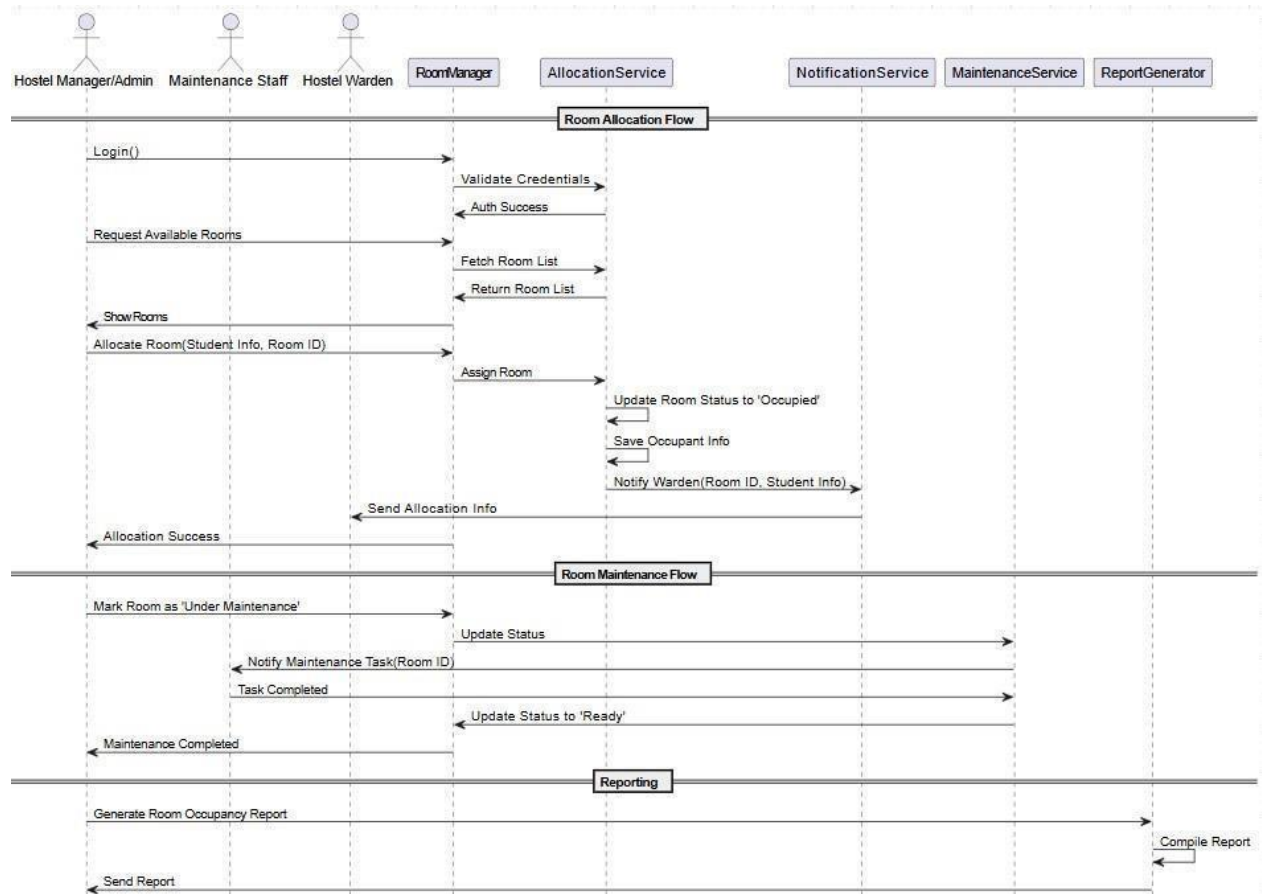 Hostel Manager/Admin Maintenance Staff Hostel Warden RoomManager AllocationService NotificationService MaintenanceService ReportGenerator
Room Allocation Flow
Login()
Validate Credentials
Auth Success
Request Available Rooms
Fetch Room List
Return Room List
Show Rooms
Allocate Room(Student Info, Room ID)
Assign Room
Update Room Status to 'Occupied'
Save Occupant Info
Notify Warden(Room ID, Student Info)
Send Allocation Info
Allocation Success
Room Maintenance Flow
Mark Room as 'Under Maintenance'
Update Status
Notify Maintenance Task(Room ID)
Task Completed
Update Status to 'Ready'
Maintenance Completed
Reporting
Generate Room Occupancy Report
Compile Report
Send Report